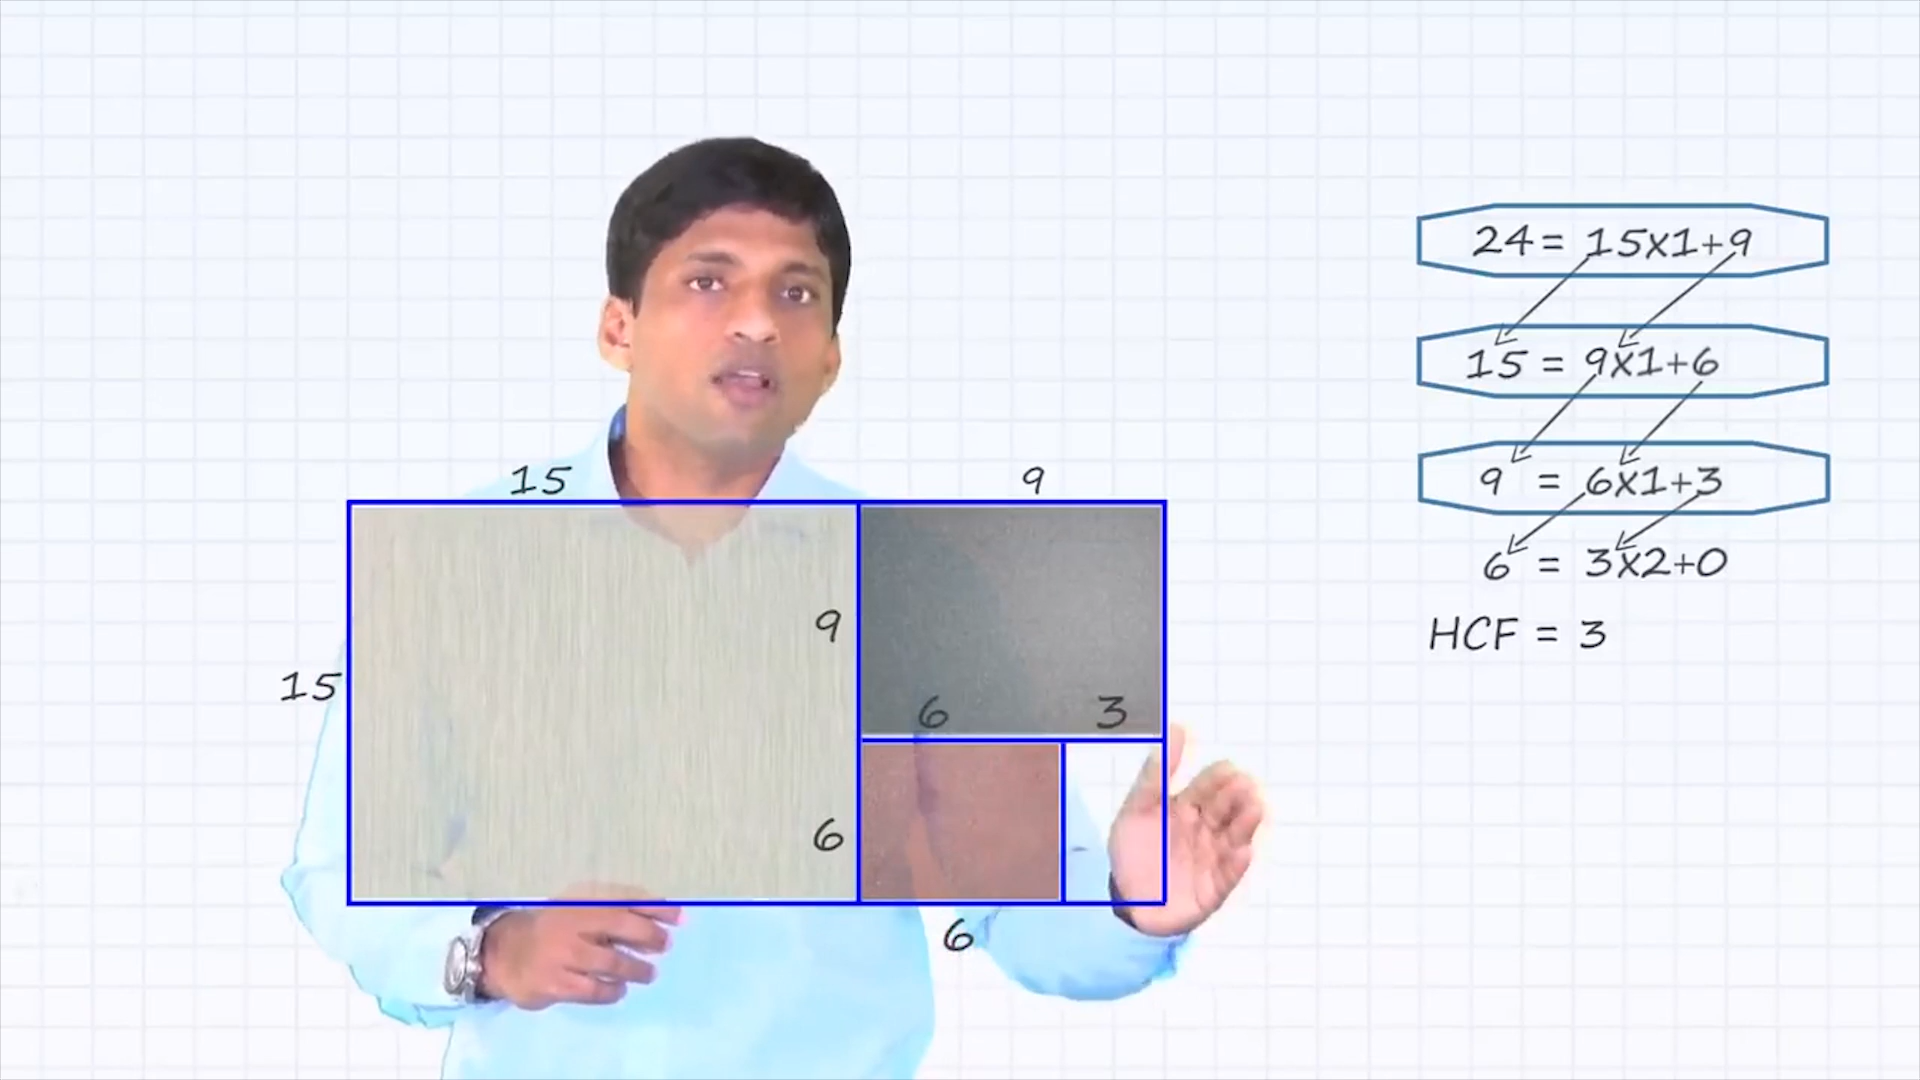 15 9
15
9
6 3
6
6
24 = 15x1+9
15 = 9x1+6
9 = 6x1+3
6 = 3x2+0
HCF = 3